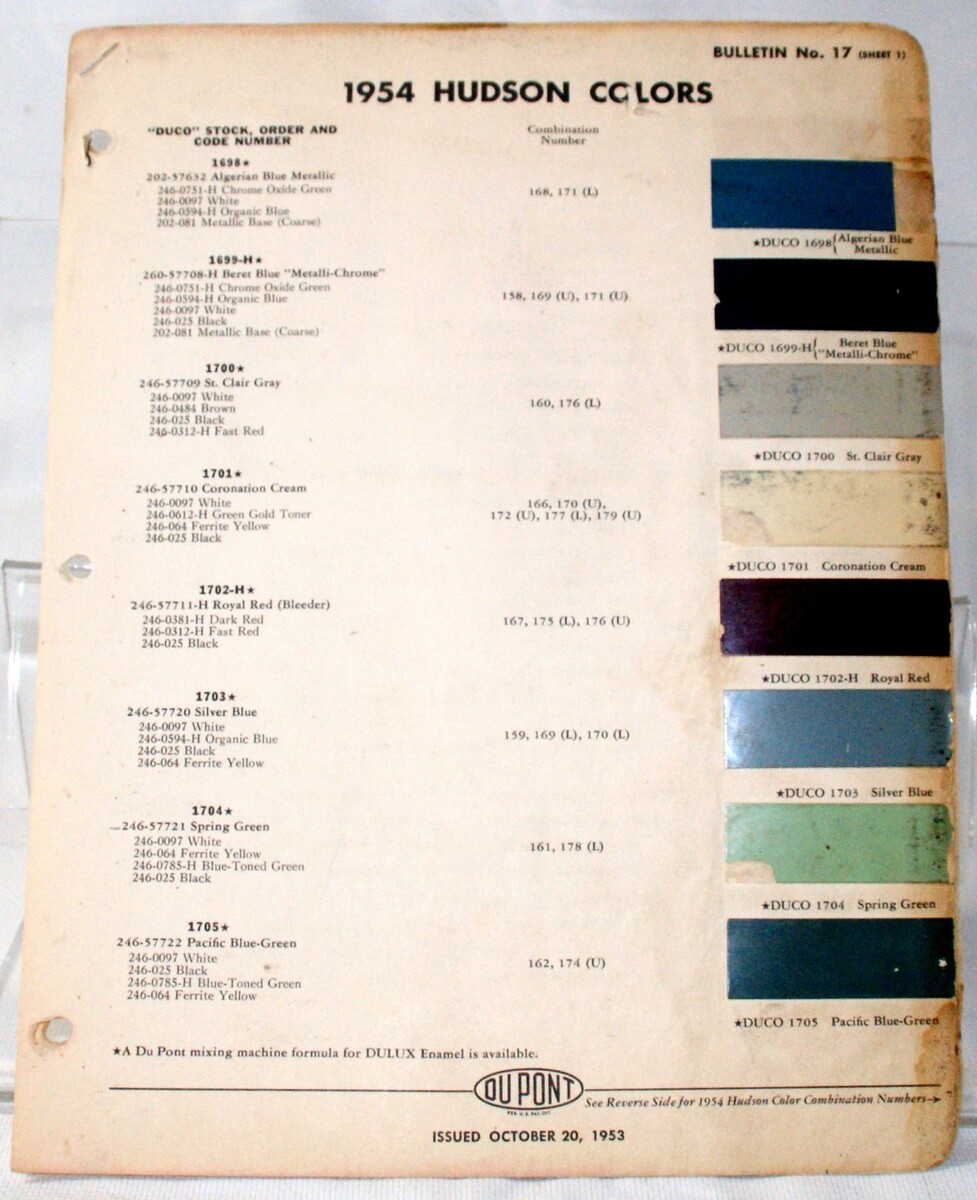 BULLETIN No. 17 (SHEET 1)
1954 HUDSON COLORS
"DUCO" STOCK, ORDER AND
CODE NUMBER
Combination
Number
1698★
202-57632 Algerian Blue Metallic
246-0751-H Chrome Oxide Green
246-0097 White
246-0594-H Organic Blue
202-081 Metallic Base (Coarse)
168, 171 (L)
★DUCO 1698{Algerian Blue
Metallic
1699-H★
260-57708-H Beret Blue "Metalli-Chrome"
246-0751-H Chrome Oxide Green
246-0594-H Organic Blue
246-0097 White
246-025 Black
202-081 Metallic Base (Coarse)
158, 169 (U), 171 (U)
★DUCO 1699-H{Beret Blue
"Metalli-Chrome"
1700★
246-57709 St. Clair Gray
246-0097 White
246-0484 Brown
246-025 Black
246-0312-H Fast Red
160, 176 (L)
★DUCO 1700 St. Clair Gray
1701★
246-57710 Coronation Cream
246-0097 White
246-0612-H Green Gold Toner
246-064 Ferrite Yellow
246-025 Black
166, 170 (U),
172 (U), 177 (L), 179 (U)
★DUCO 1701 Coronation Cream
1702-H★
246-57711-H Royal Red (Bleeder)
246-0381-H Dark Red
246-0312-H Fast Red
246-025 Black
167, 175 (L), 176 (U)
★DUCO 1702-H Royal Red
1703★
246-57720 Silver Blue
246-0097 White
246-0594-H Organic Blue
246-025 Black
246-064 Ferrite Yellow
159, 169 (L), 170 (L)
★DUCO 1703 Silver Blue
1704★
246-57721 Spring Green
246-0097 White
246-064 Ferrite Yellow
246-0785-H Blue-Toned Green
246-025 Black
161, 178 (L)
★DUCO 1704 Spring Green
1705★
246-57722 Pacific Blue-Green
246-0097 White
246-025 Black
246-0785-H Blue-Toned Green
246-064 Ferrite Yellow
162, 174 (U)
★DUCO 1705 Pacific Blue-Green
★A Du Pont mixing machine formula for DULUX Enamel is available.
DU PONT
REG. U.S. PAT. OFF.
See Reverse Side for 1954 Hudson Color Combination Numbers→
ISSUED OCTOBER 20, 1953